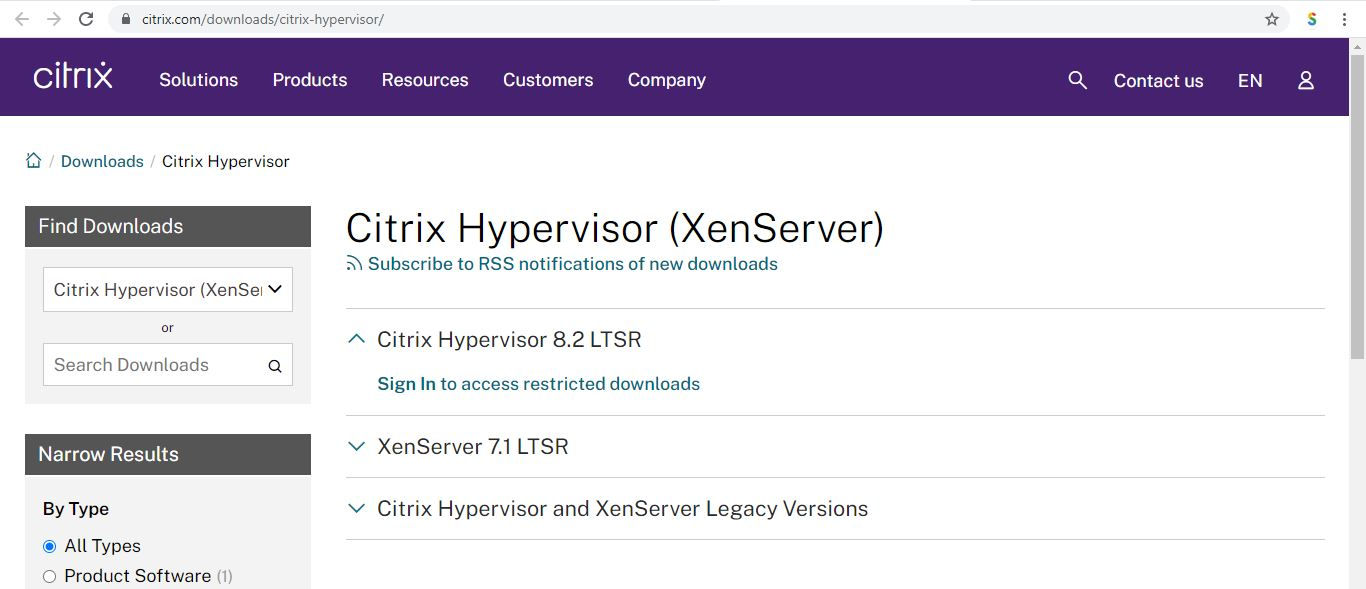 citrix.com/downloads/citrix-hypervisor/
S
citrix
Solutions Products Resources Customers Company Contact us EN
/ Downloads / Citrix Hypervisor
Find Downloads
Citrix Hypervisor (XenSer
or
Search Downloads
Narrow Results
By Type
All Types
Product Software (1)
Citrix Hypervisor (XenServer)
Subscribe to RSS notifications of new downloads
Citrix Hypervisor 8.2 LTSR
Sign In to access restricted downloads
XenServer 7.1 LTSR
Citrix Hypervisor and XenServer Legacy Versions